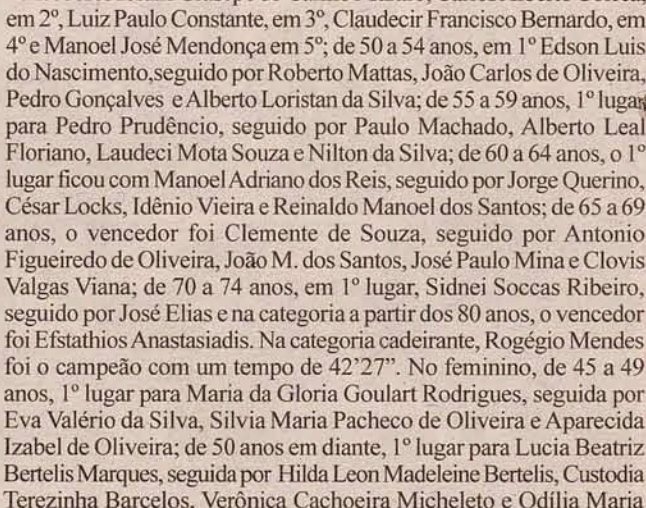 em 2º, Luiz Paulo Constante, em 3º, Claudecir Francisco Bernardo, em
4º e Manoel José Mendonça em 5º; de 50 a 54 anos, em 1º Edson Luis
do Nascimento,seguido por Roberto Mattas, João Carlos de Oliveira,
Pedro Gonçalves e Alberto Loristan da Silva; de 55 a 59 anos, 1º lugar
para Pedro Prudêncio, seguido por Paulo Machado, Alberto Leal
Floriano, Laudeci Mota Souza e Nilton da Silva; de 60 a 64 anos, o 1º
lugar ficou com Manoel Adriano dos Reis, seguido por Jorge Querino,
César Locks, Idênio Vieira e Reinaldo Manoel dos Santos; de 65 a 69
anos, o vencedor foi Clemente de Souza, seguido por Antonio
Figueiredo de Oliveira, João M. dos Santos, José Paulo Mina e Clovis
Valgas Viana; de 70 a 74 anos, em 1º lugar, Sidnei Soccas Ribeiro,
seguido por José Elias e na categoria a partir dos 80 anos, o vencedor
foi Efstathios Anastasiadis. Na categoria cadeirante, Rogégio Mendes
foi o campeão com um tempo de 42’27”. No feminino, de 45 a 49
anos, 1º lugar para Maria da Gloria Goulart Rodrigues, seguida por
Eva Valério da Silva, Silvia Maria Pacheco de Oliveira e Aparecida
Izabel de Oliveira; de 50 anos em diante, 1º lugar para Lucia Beatriz
Bertelis Marques, seguida por Hilda Leon Madeleine Bertelis, Custodia
Terezinha Barcelos, Verônica Cachoeira Micheleto e Odília Maria